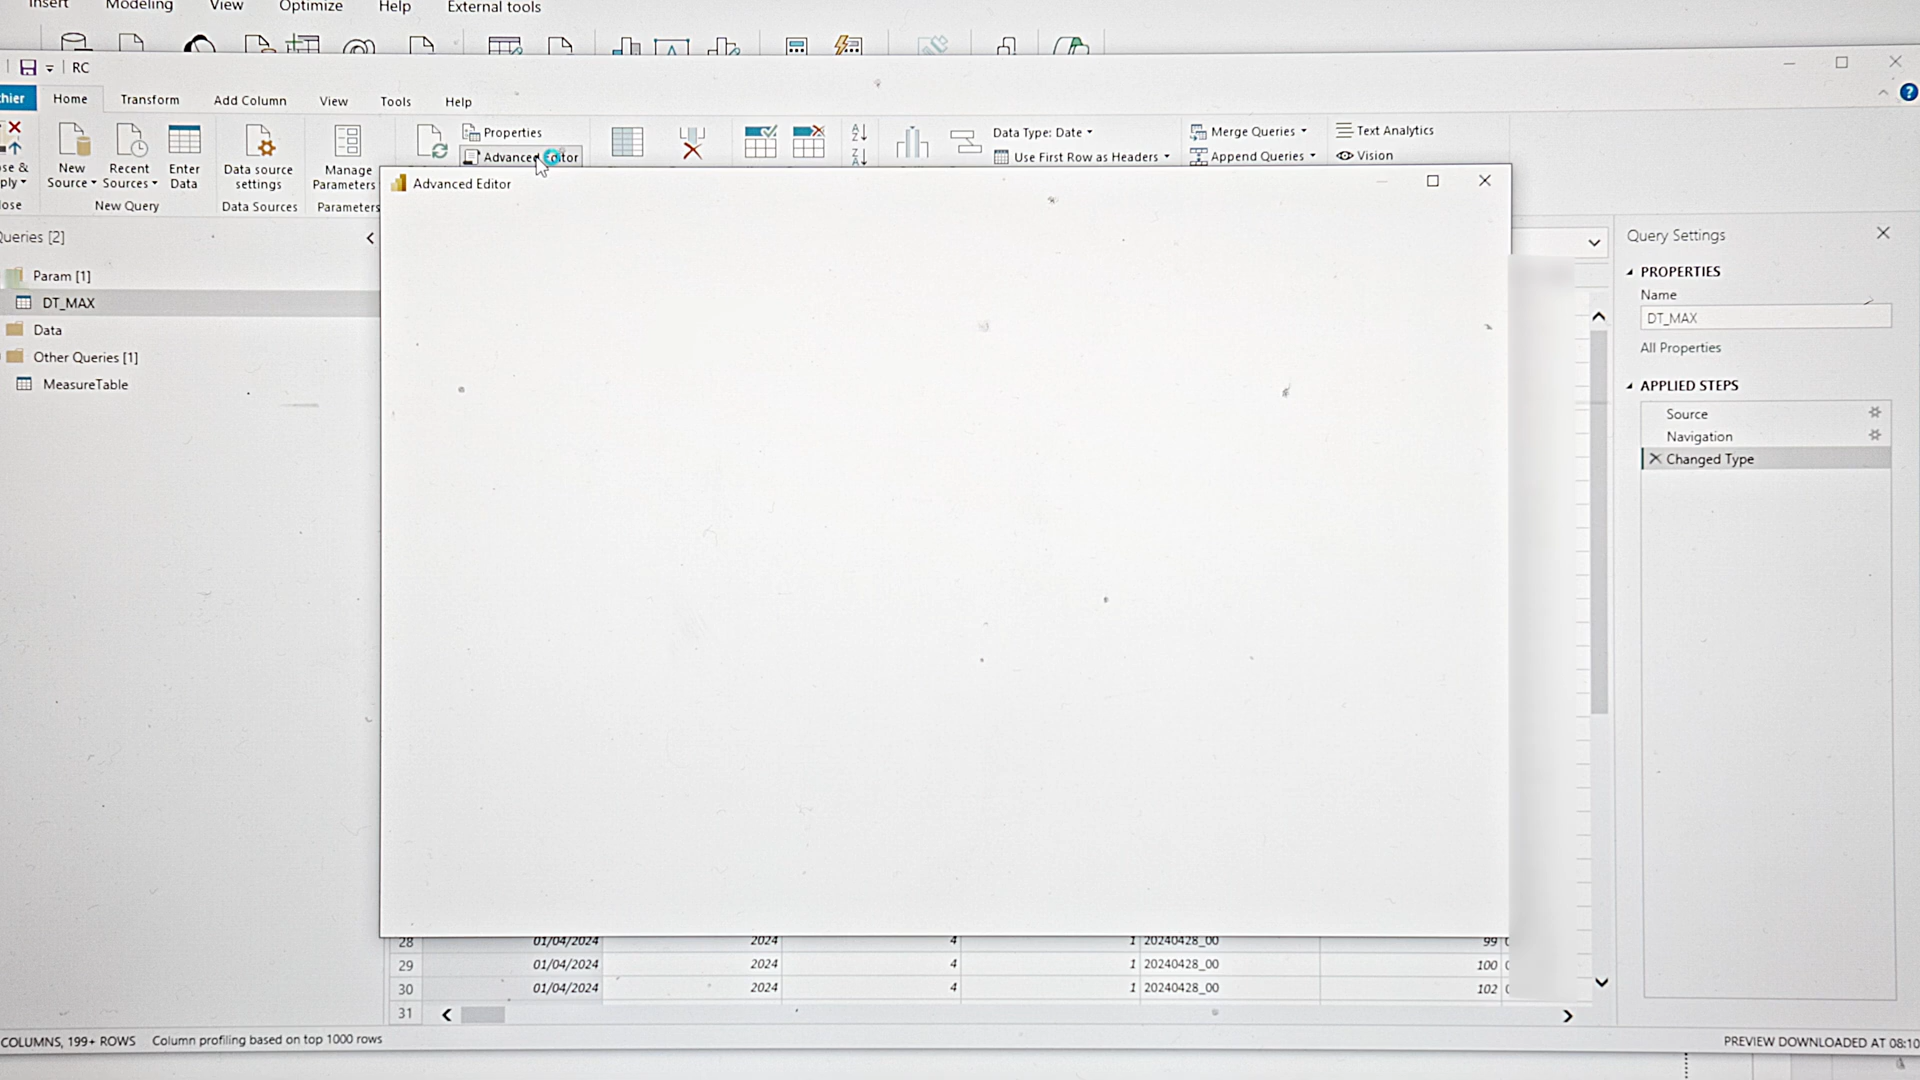 Insert Modeling View Optimize Help External tools
RC
Home Transform Add Column View Tools Help
New Source
Recent Sources
Enter Data
Data source settings
Manage Parameters
Properties
Advanced Editor
Data Type: Date
Use First Row as Headers
Merge Queries
Append Queries
Text Analytics
Vision
New Query
Data Sources
Parameters
Advanced Editor
Queries [2]
Param [1]
DT_MAX
Data
Other Queries [1]
MeasureTable
Query Settings
PROPERTIES
Name
DT_MAX
All Properties
APPLIED STEPS
Source
Navigation
Changed Type
28 01/04/2024 2024 4 1 20240428_00 99
29 01/04/2024 2024 4 1 20240428_00 100
30 01/04/2024 2024 4 1 20240428_00 102
31
COLUMNS, 199+ ROWS Column profiling based on top 1000 rows
PREVIEW DOWNLOADED AT 08:10